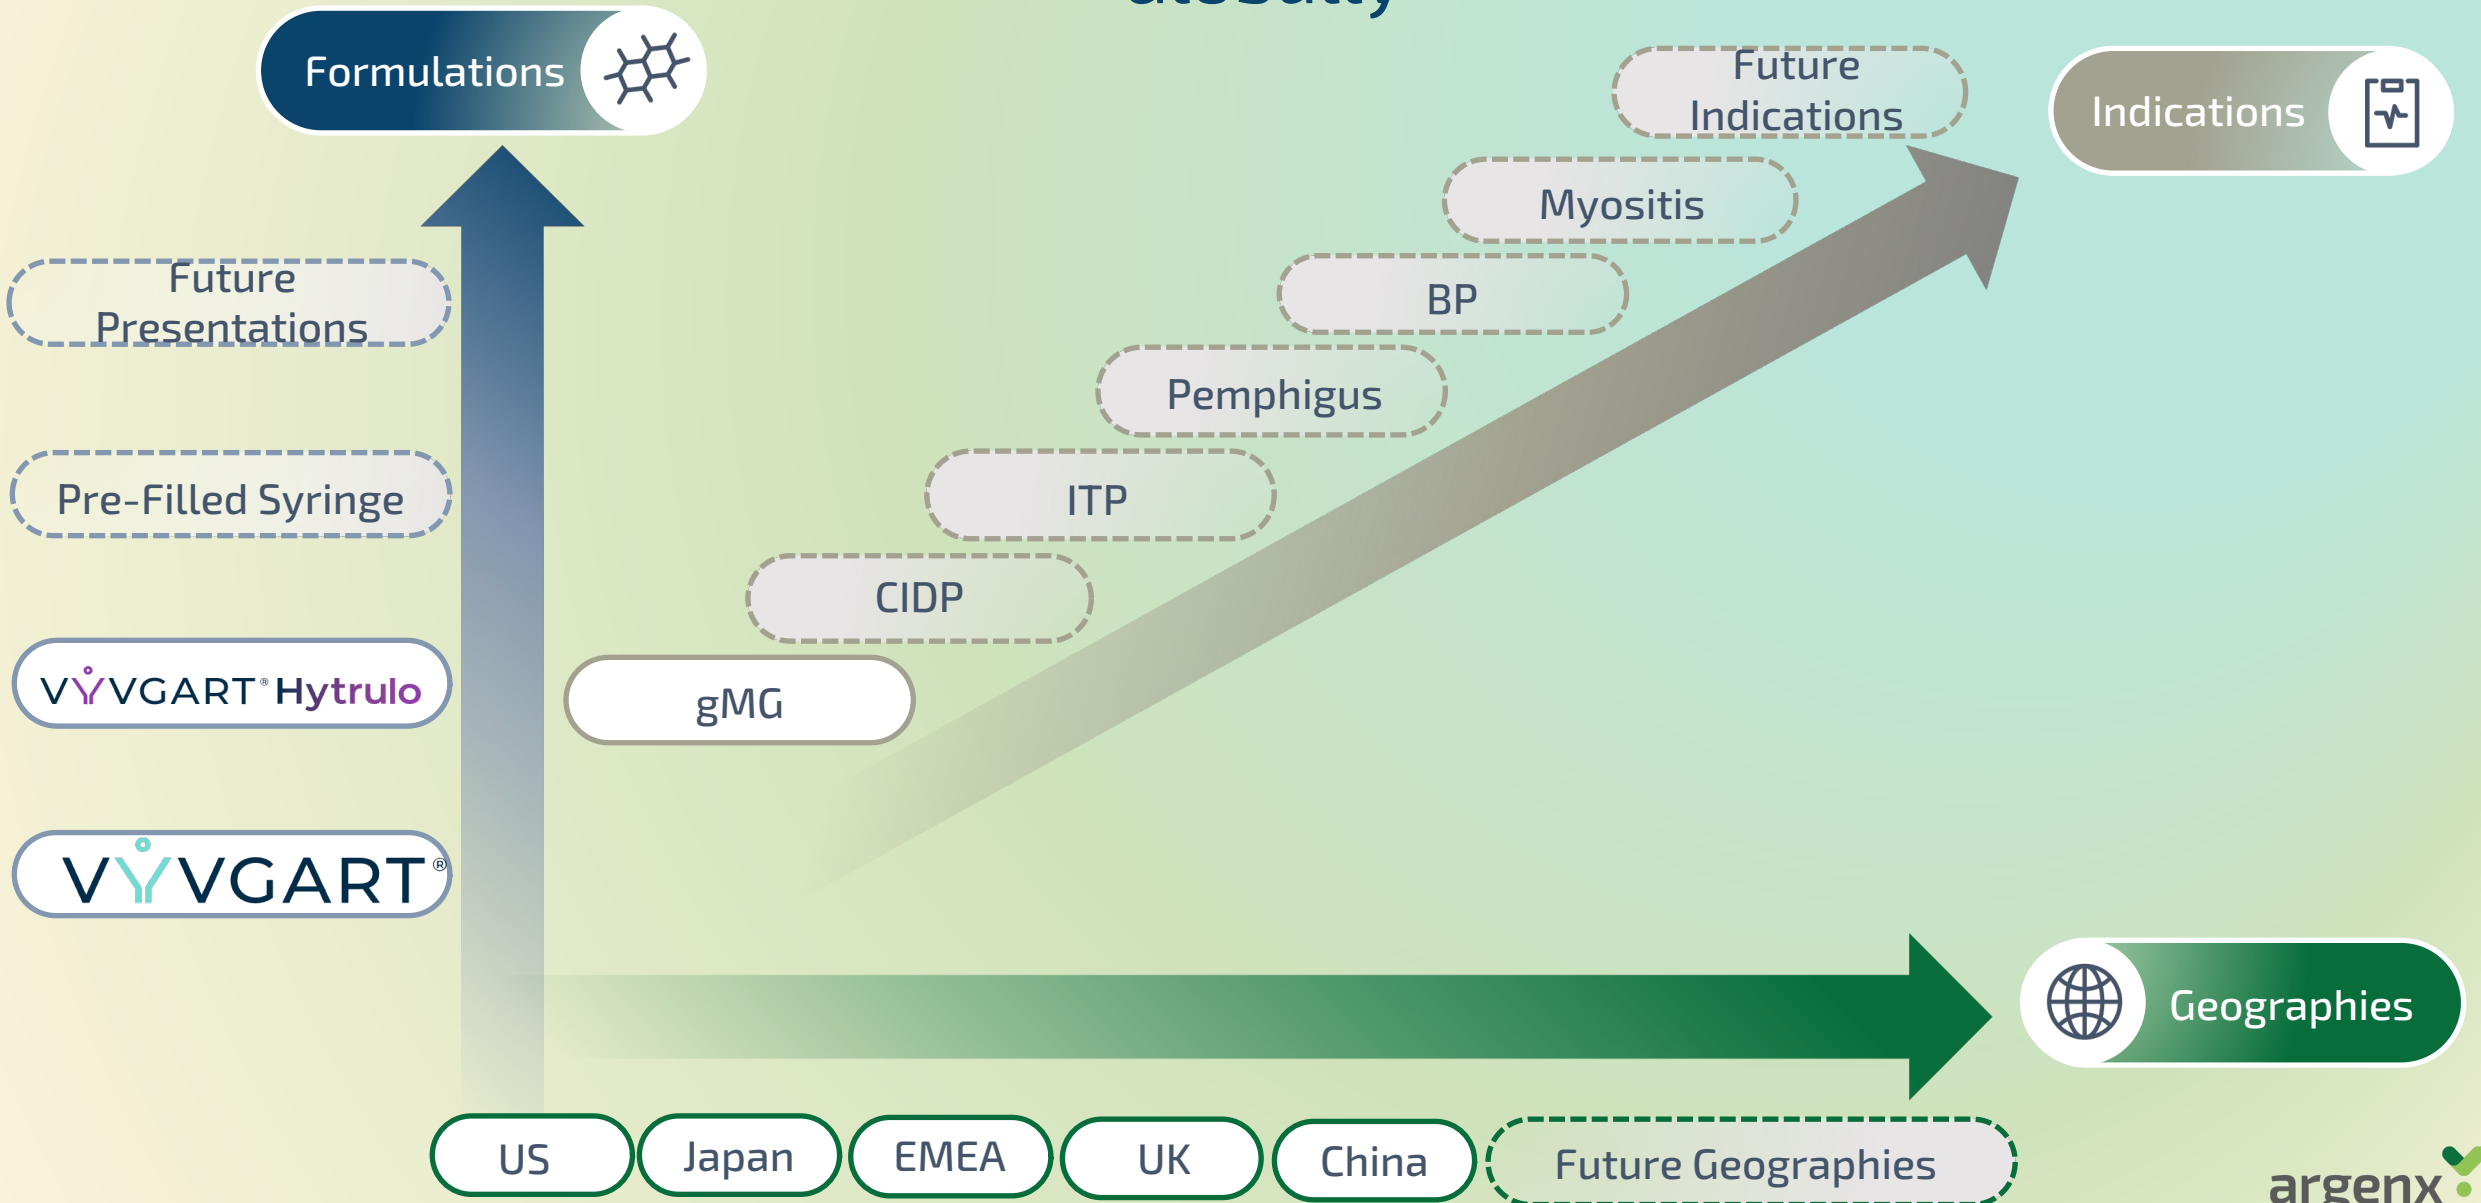 Formulations
Future
Indications
Indications
Myositis
Future
Presentations
BP
Pemphigus
Pre-Filled Syringe
ITP
CIDP
VYVGART® Hytrulo
gMG
VYVGART®
Geographies
US
Japan
EMEA
UK
China
Future Geographies
argenx